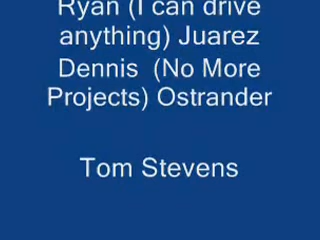 Ryan (I can drive
anything) Juarez
Dennis  (No More
Projects) Ostrander
Tom Stevens